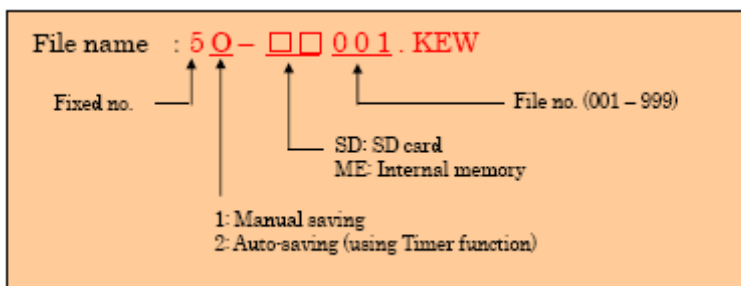 File name : 5 O – □□ 0 0 1 . KEW
Fixed no.
File no. (001 – 999)
SD: SD card
ME: Internal memory
1: Manual saving
2: Auto-saving (using Timer function)